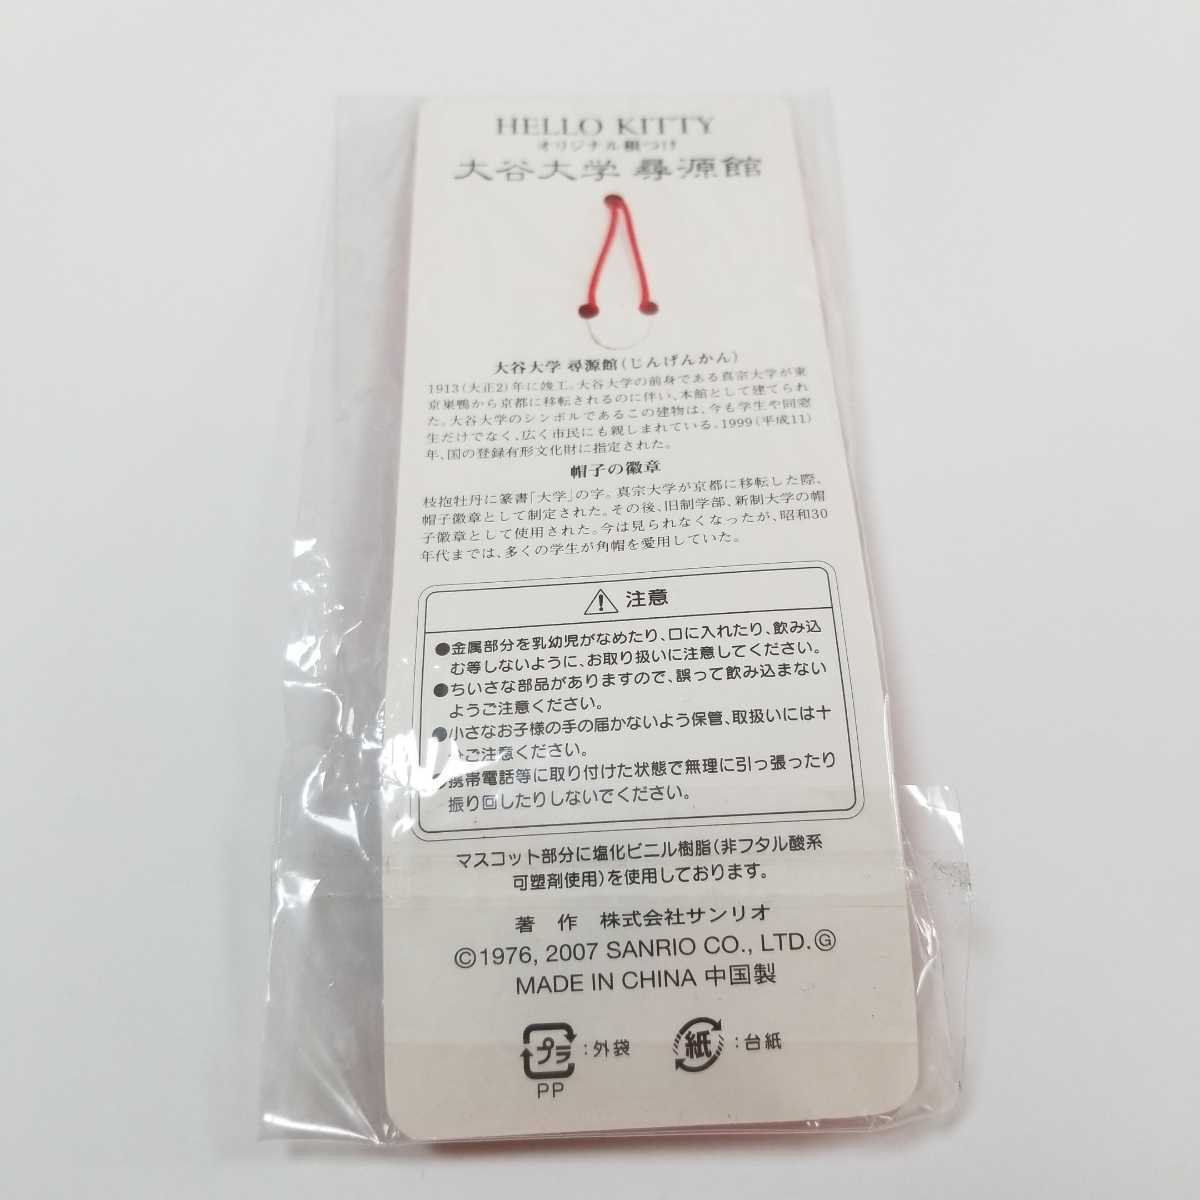 HELLO KITTY
オリジナル根つけ
大谷大学 尋源館
大谷大学 尋源館(じんげんかん)
1913(大正2)年に竣工。大谷大学の前身である真宗大学が東
京巣鴨から京都に移転されるのに伴い、本館として建てられ
た。大谷大学のシンボルであるこの建物は、今も学生や同窓
生だけでなく、広く市民にも親しまれている。1999(平成11)
年、国の登録有形文化財に指定された。
帽子の徽章
枝抱牡丹に篆書「大学」の字。真宗大学が京都に移転した際、
帽子徽章として制定された。その後、旧制学部、新制大学の帽
子徽章として使用された。今は見られなくなったが、昭和30
年代までは、多くの学生が角帽を愛用していた。
注意
●金属部分を乳幼児がなめたり、口に入れたり、飲み込
む等しないように、お取り扱いに注意してください。
●ちいさな部品がありますので、誤って飲み込まない
ようご注意ください。
●小さなお子様の手の届かないよう保管、取扱いには十
分ご注意ください。
●携帯電話等に取り付けた状態で無理に引っ張ったり
振り回したりしないでください。
マスコット部分に塩化ビニル樹脂(非フタル酸系
可塑剤使用)を使用しております。
著 作 株式会社サンリオ
©1976, 2007 SANRIO CO., LTD. Ⓖ
MADE IN CHINA 中国製
プラ :外袋
PP
紙 :台紙